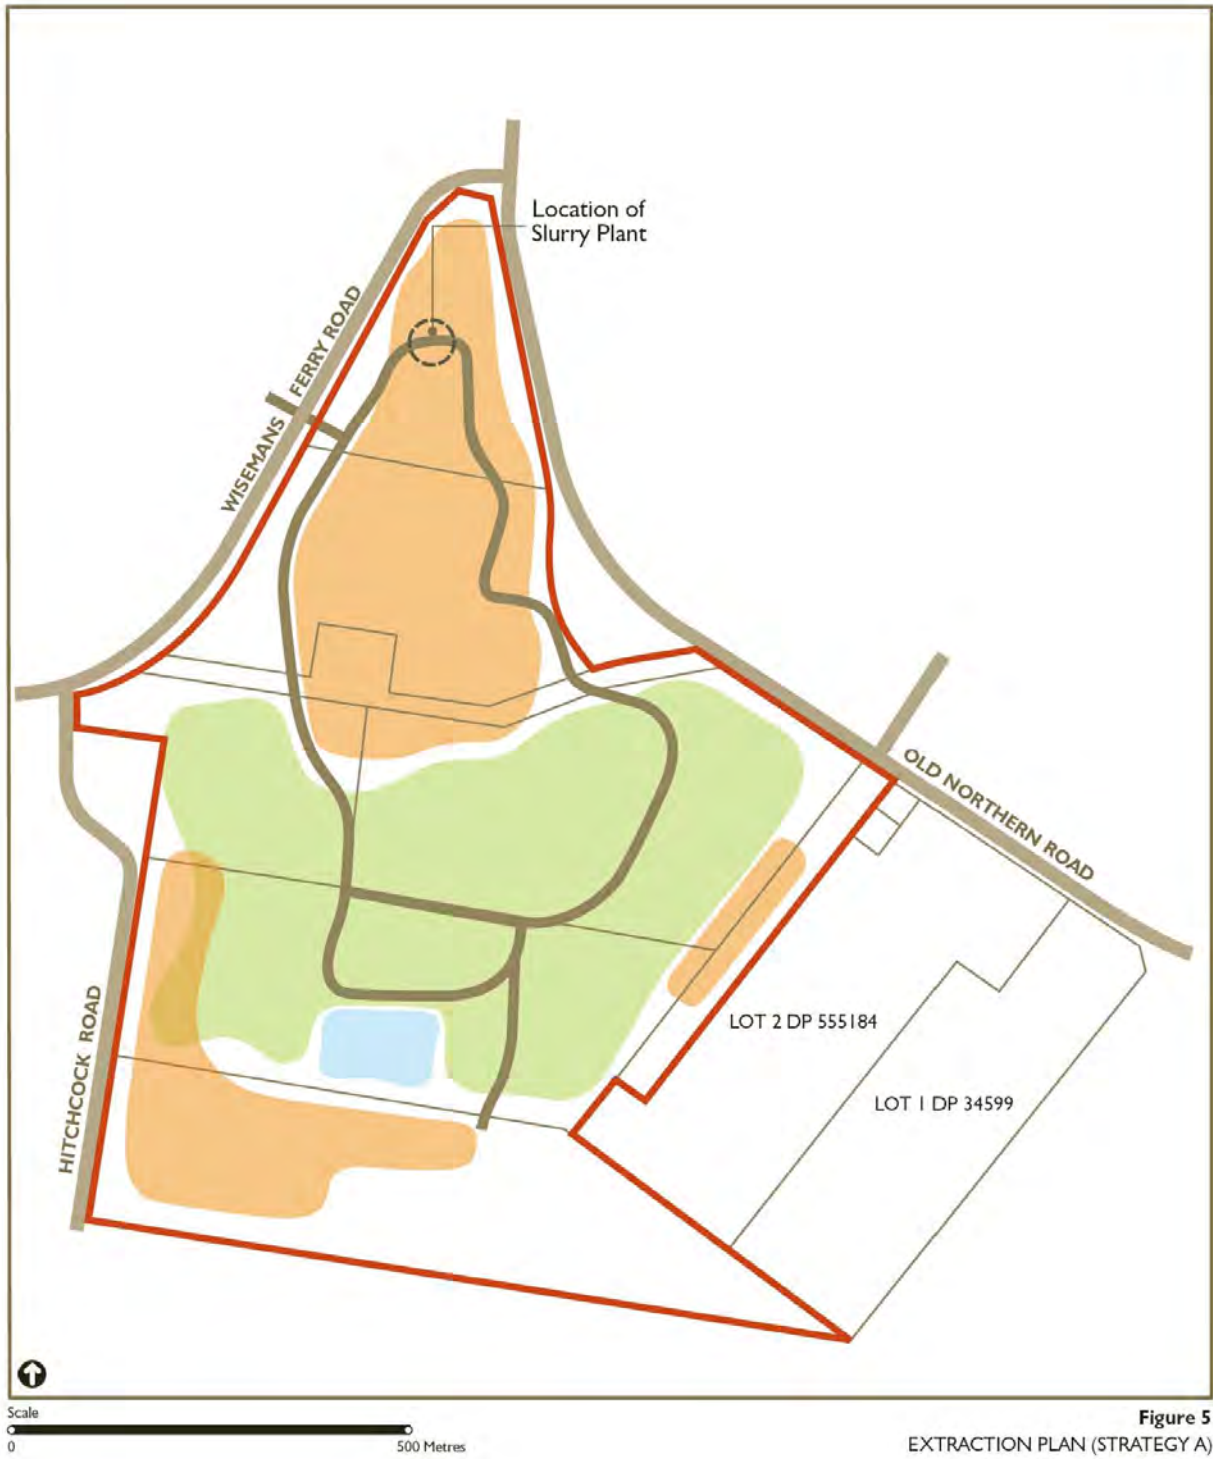 Location of
Slurry Plant
WISEMANS FERRY ROAD
OLD NORTHERN ROAD
HITCHCOCK ROAD
LOT 2 DP 555184
LOT 1 DP 34599
Scale
0
500 Metres
Figure 5
EXTRACTION PLAN (STRATEGY A)